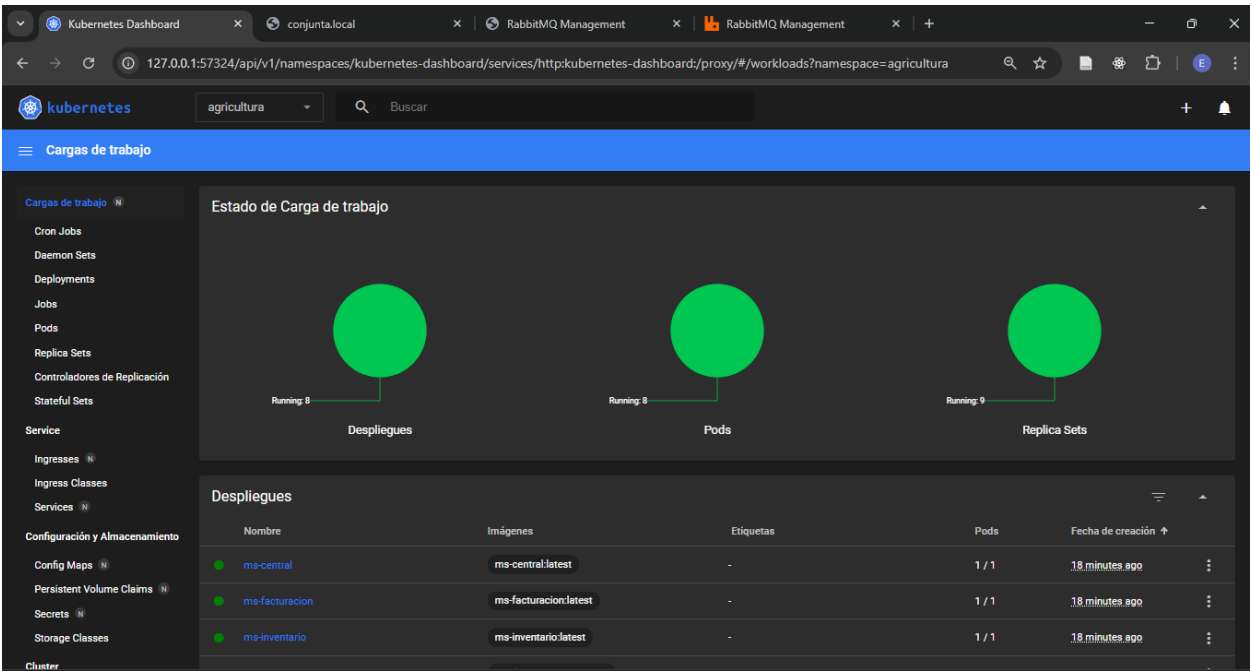 Kubernetes Dashboard
conjunta.local
RabbitMQ Management
RabbitMQ Management
127.0.0.1:57324/api/v1/namespaces/kubernetes-dashboard/services/http:kubernetes-dashboard:/proxy/#/workloads?namespace=agricultura
E
kubernetes
agricultura
Buscar
Cargas de trabajo
Cargas de trabajo N
Cron Jobs
Daemon Sets
Deployments
Jobs
Pods
Replica Sets
Controladores de Replicación
Stateful Sets
Service
Ingresses N
Ingress Classes
Services N
Configuración y Almacenamiento
Config Maps N
Persistent Volume Claims N
Secrets N
Storage Classes
Cluster
Estado de Carga de trabajo
Running: 8
Despliegues
Running: 8
Pods
Running: 9
Replica Sets
Despliegues
Nombre Imágenes Etiquetas Pods Fecha de creación
ms-central ms-central:latest - 1 / 1 18 minutes ago
ms-facturacion ms-facturacion:latest - 1 / 1 18 minutes ago
ms-inventario ms-inventario:latest - 1 / 1 18 minutes ago